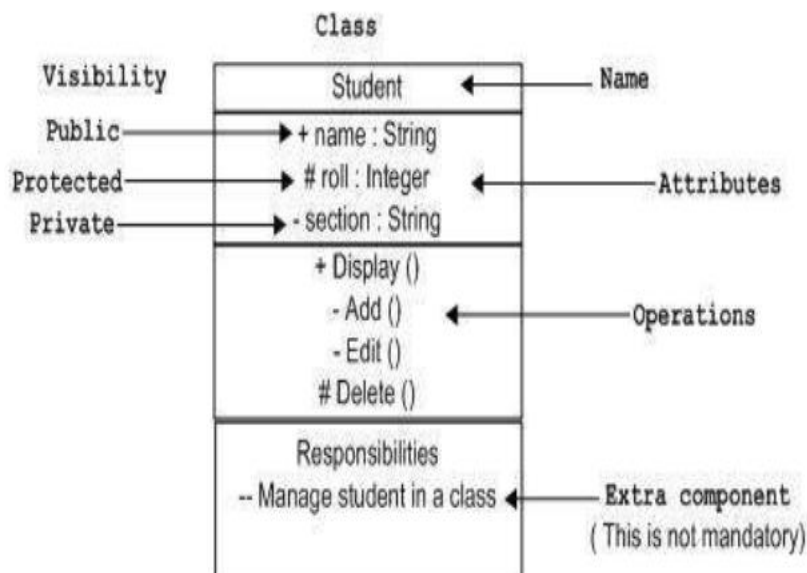 Class
Visibility
Student
Name
Public
+ name : String
Protected
# roll : Integer
Attributes
Private
- section : String
+ Display ()
- Add ()
Operations
- Edit ()
# Delete ()
Responsibilities
-- Manage student in a class
Extra component
( This is not mandatory)